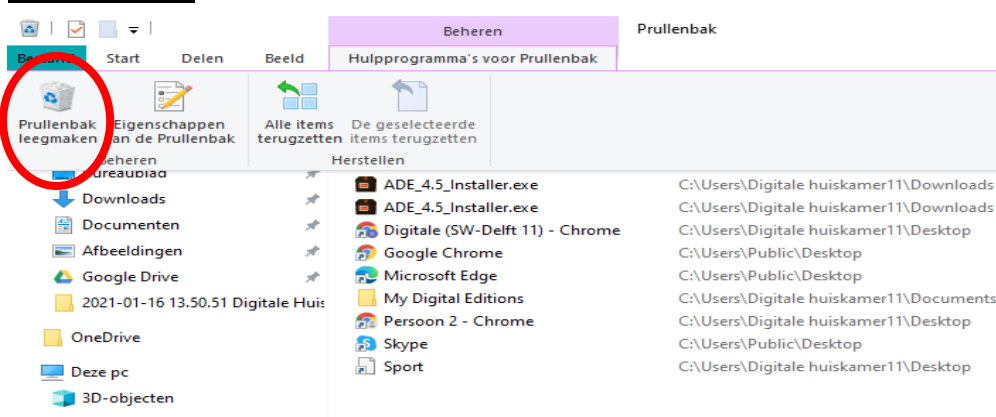 Beheren
Prullenbak
Bestand Start Delen Beeld Hulpprogramma's voor Prullenbak
Prullenbak leegmaken
Eigenschappen van de Prullenbak
Alle items terugzetten
De geselecteerde items terugzetten
Beheren
Herstellen
Bureaublad
Downloads
Documenten
Afbeeldingen
Google Drive
2021-01-16 13.50.51 Digitale Huis
OneDrive
Deze pc
3D-objecten
ADE_4.5_Installer.exe C:\Users\Digitale huiskamer11\Downloads
ADE_4.5_Installer.exe C:\Users\Digitale huiskamer11\Downloads
Digitale (SW-Delft 11) - Chrome C:\Users\Digitale huiskamer11\Desktop
Google Chrome C:\Users\Public\Desktop
Microsoft Edge C:\Users\Public\Desktop
My Digital Editions C:\Users\Digitale huiskamer11\Documents
Persoon 2 - Chrome C:\Users\Digitale huiskamer11\Desktop
Skype C:\Users\Public\Desktop
Sport C:\Users\Digitale huiskamer11\Desktop